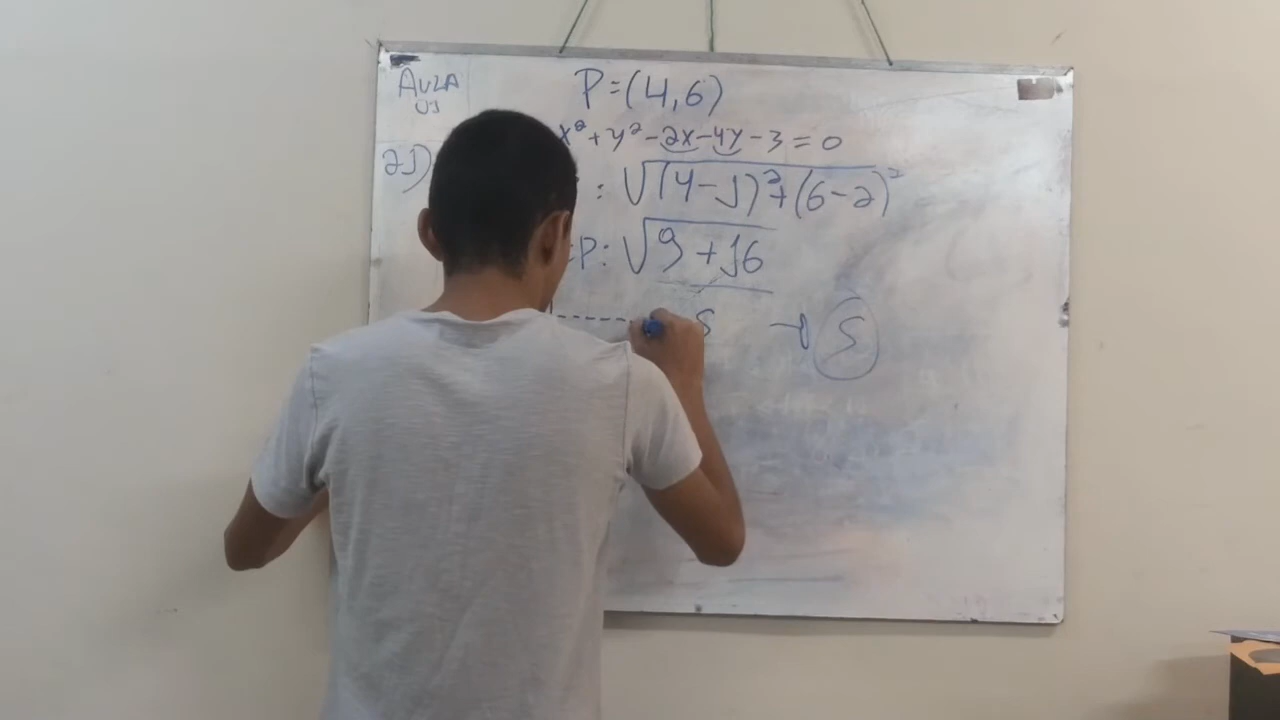 AULA
01
P=(4,6)
x²+y²-2x-4y-3=0
21)
: √(4-1)²+(6-2)²
P: √9+16
5 → 5